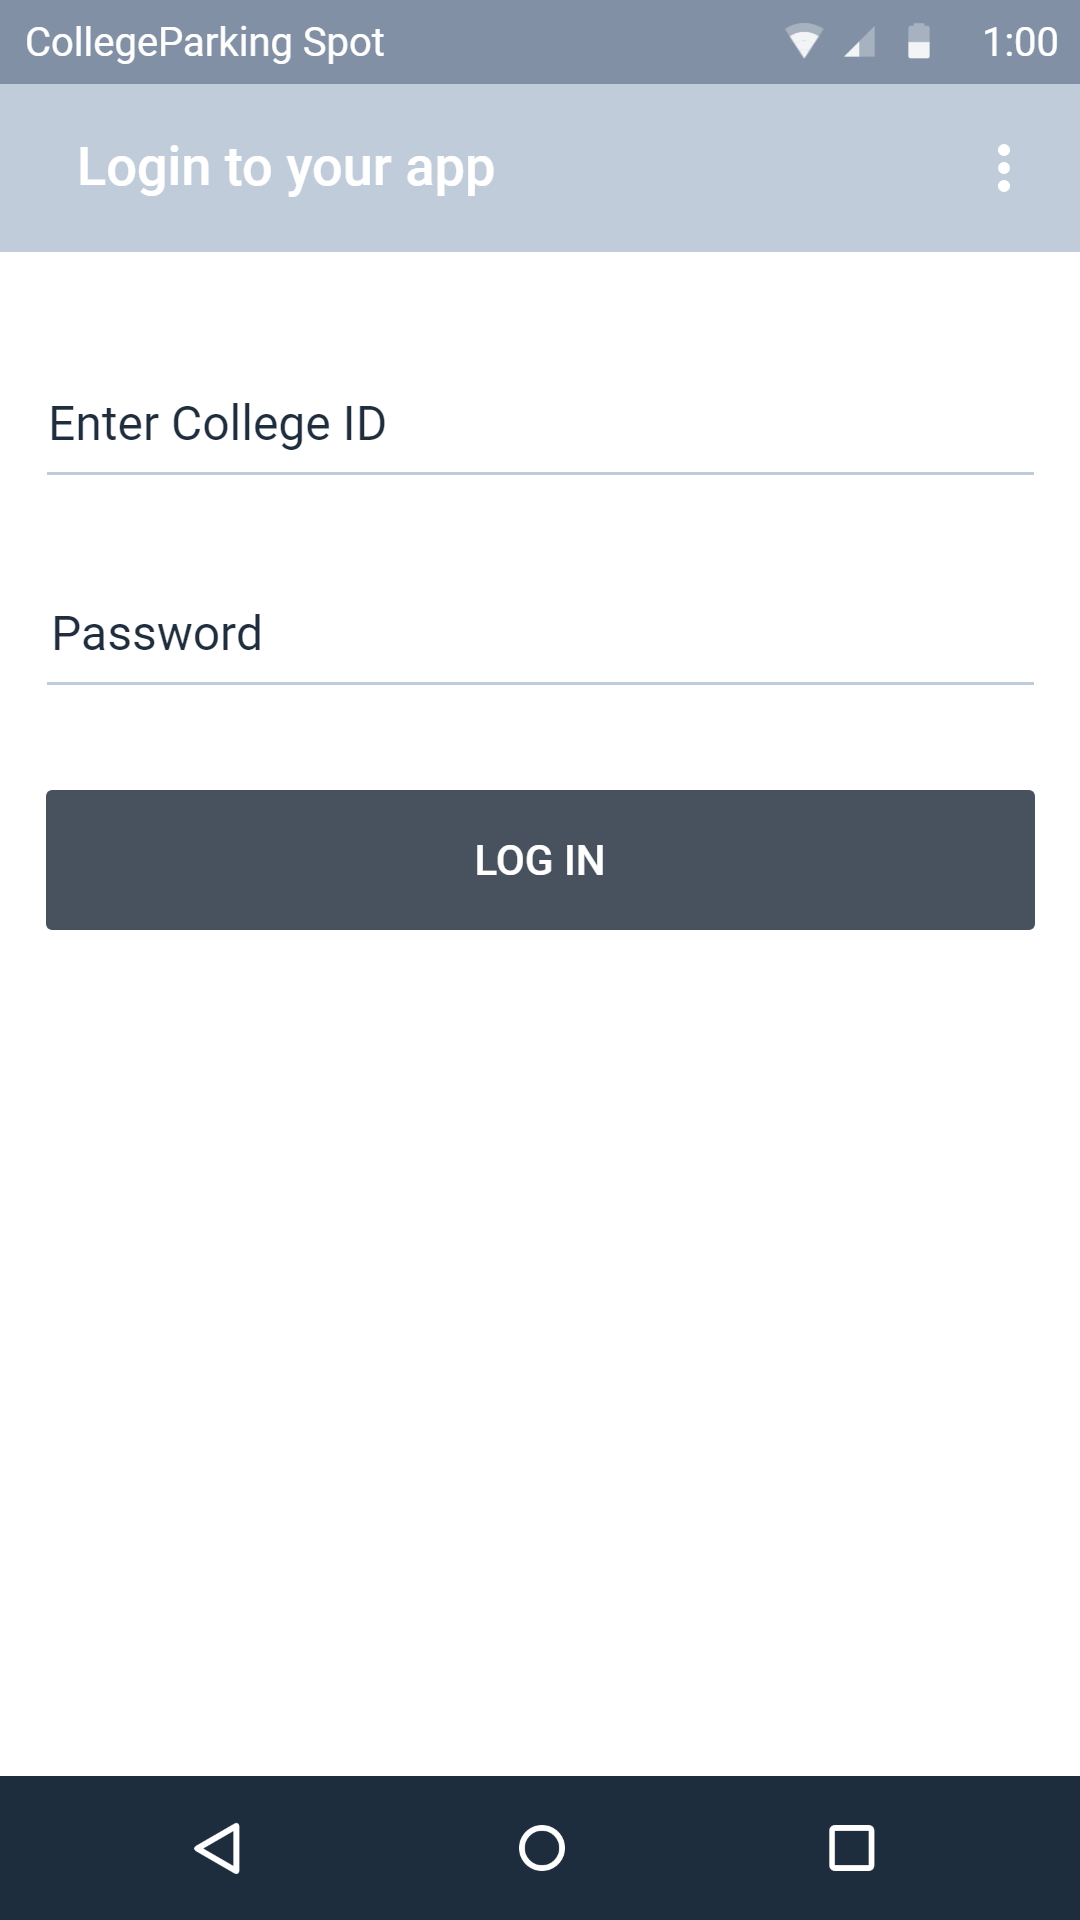 CollegeParking Spot 1:00
Login to your app
Enter College ID
Password
LOG IN